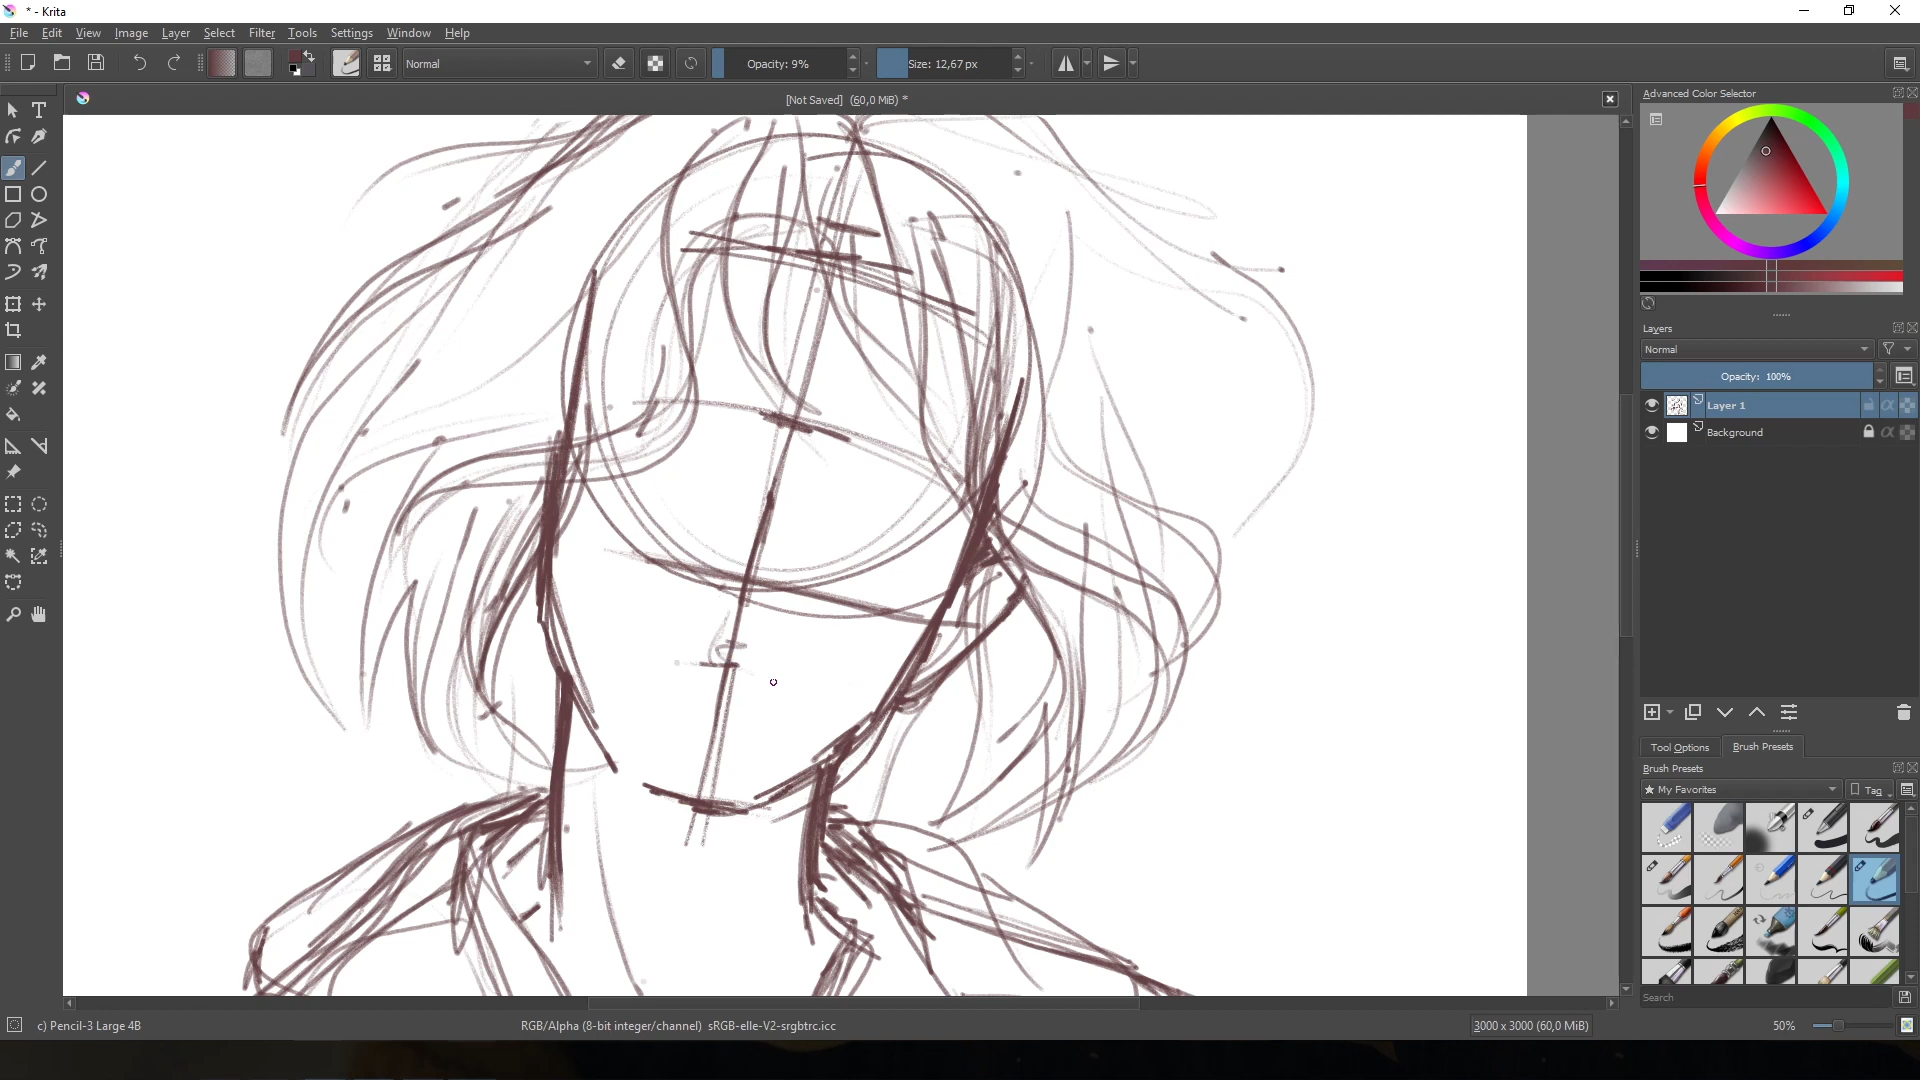 * - Krita
File Edit View Image Layer Select Filter Tools Settings Window Help
Normal
Opacity: 9%
Size: 12,67 px
[Not Saved] (60,0 MiB) *
Advanced Color Selector
Layers
Normal
Opacity: 100%
Layer 1
Background
Tool Options
Brush Presets
Brush Presets
My Favorites
Tag
Search
c) Pencil-3 Large 4B
RGB/Alpha (8-bit integer/channel) sRGB-elle-V2-srgbtrc.icc
3000 x 3000 (60,0 MiB)
50%